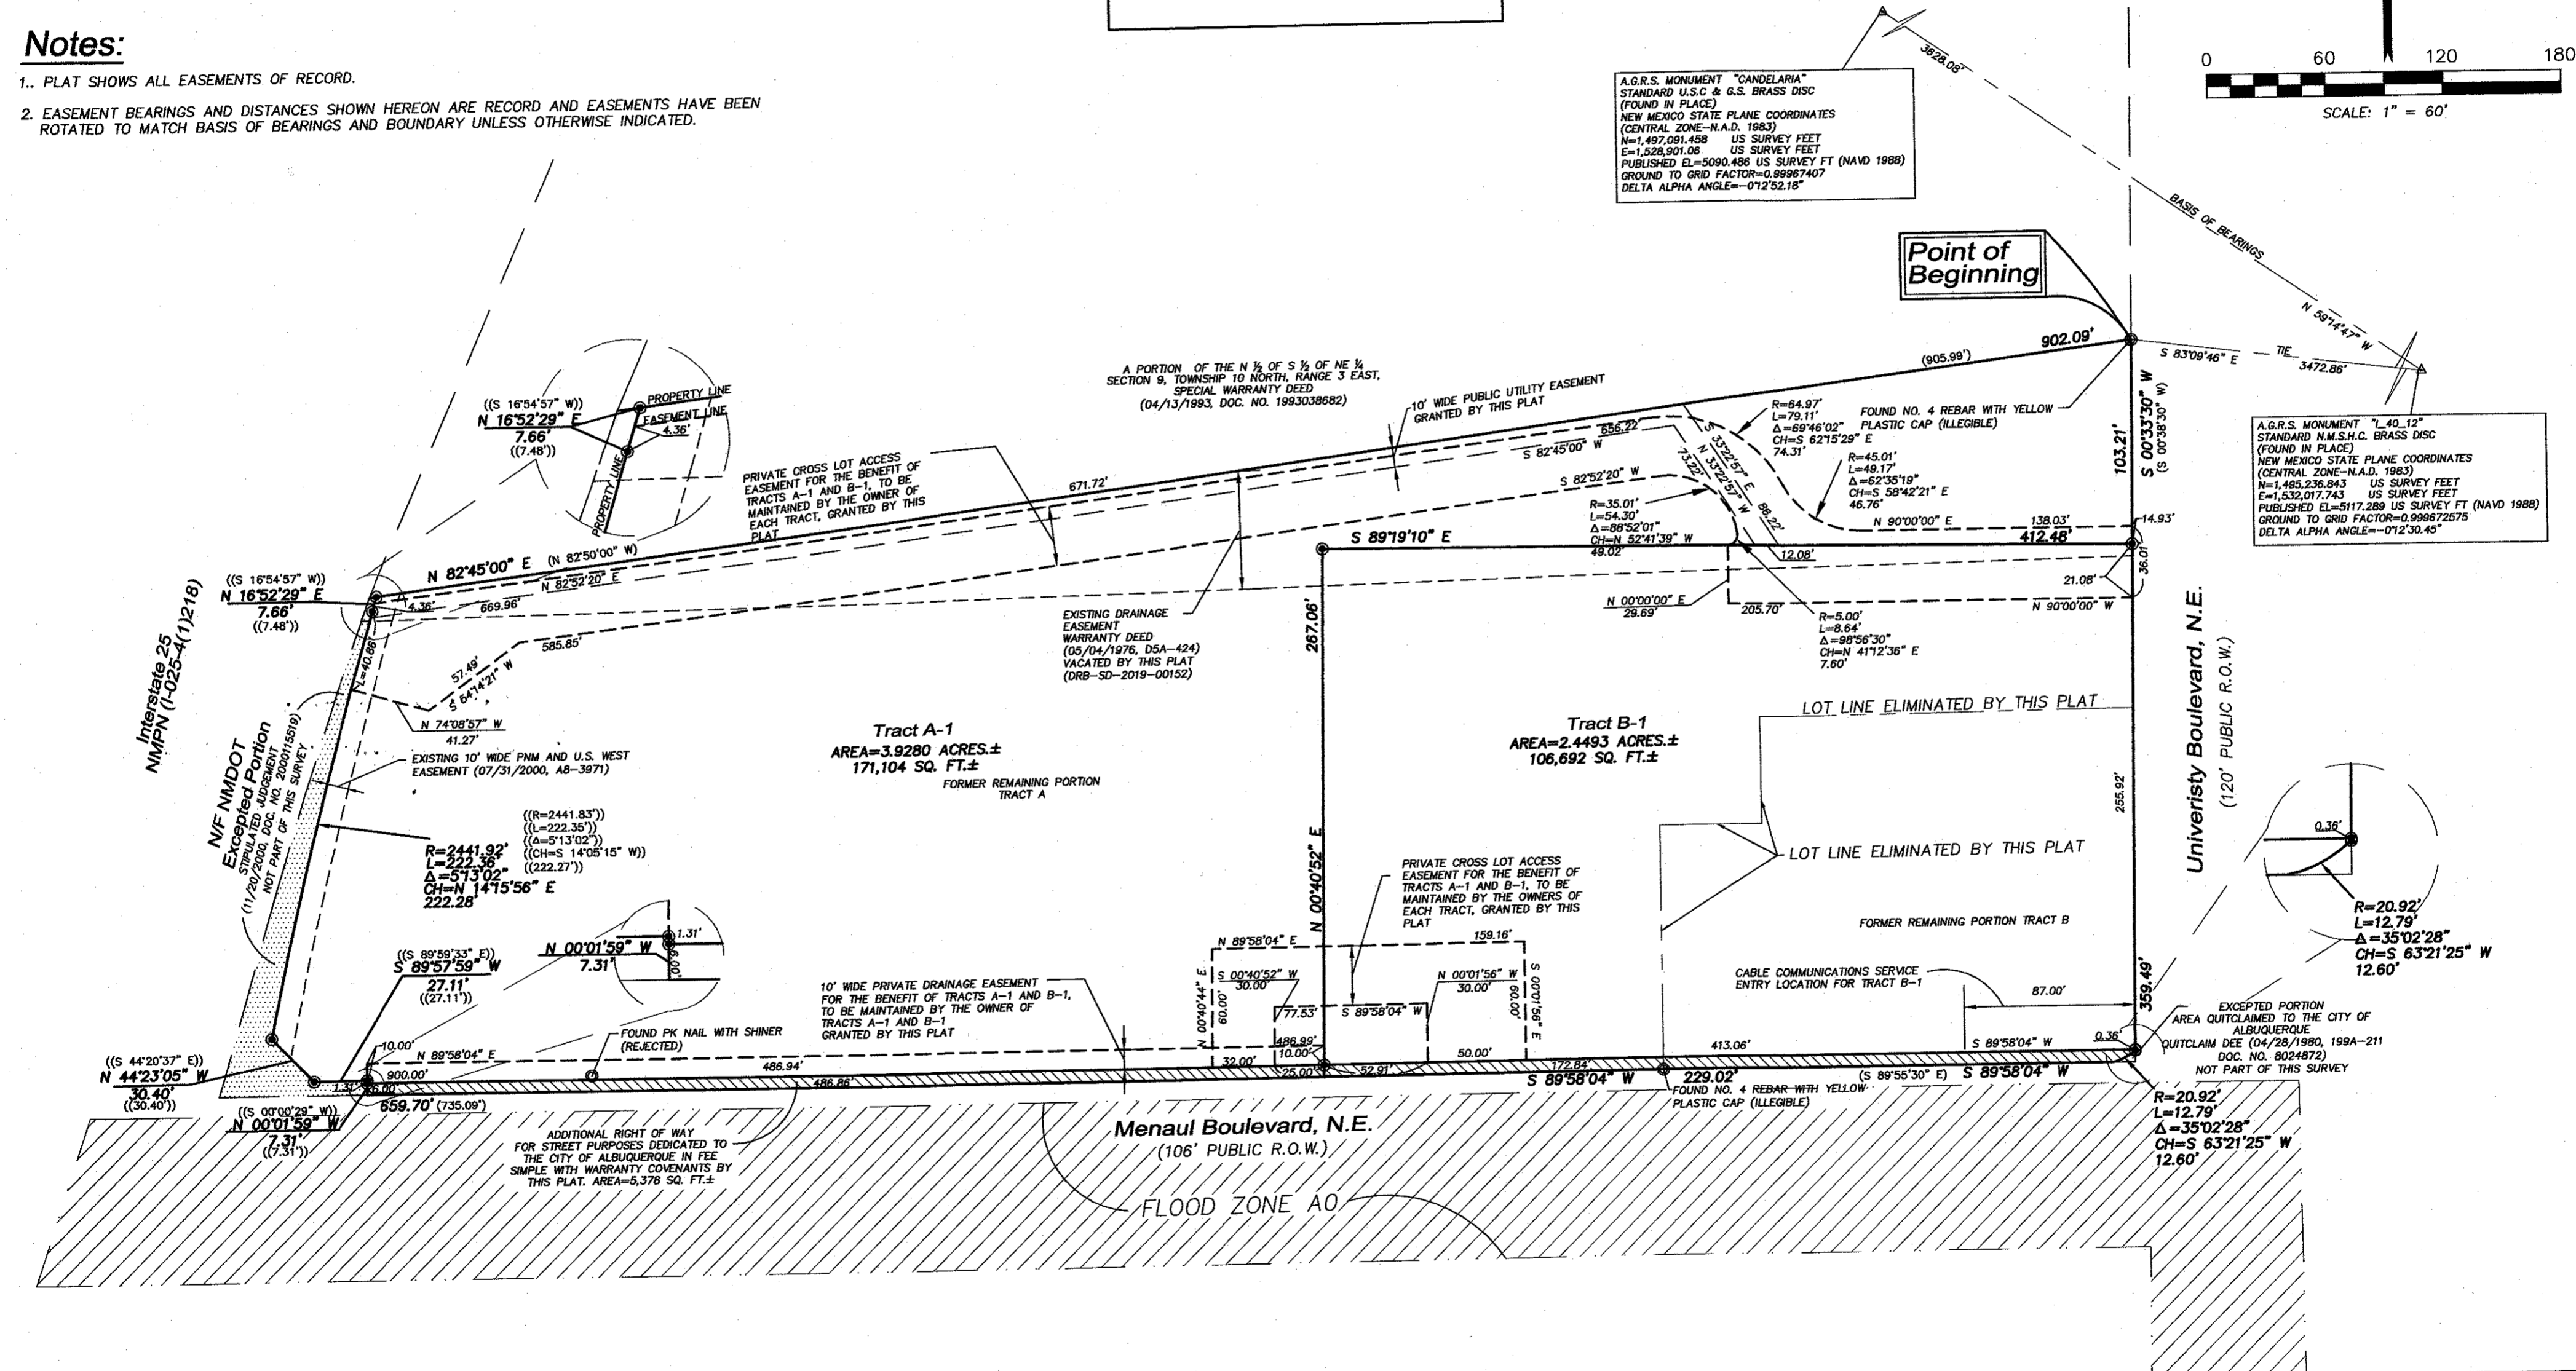 Notes:
1.. PLAT SHOWS ALL EASEMENTS OF RECORD.
2. EASEMENT BEARINGS AND DISTANCES SHOWN HEREON ARE RECORD AND EASEMENTS HAVE BEEN
ROTATED TO MATCH BASIS OF BEARINGS AND BOUNDARY UNLESS OTHERWISE INDICATED.
3628.08'
A.G.R.S. MONUMENT "CANDELARIA"
STANDARD U.S.C & G.S. BRASS DISC
(FOUND IN PLACE)
NEW MEXICO STATE PLANE COORDINATES
(CENTRAL ZONE-N.A.D. 1983)
N=1,497,091.458 US SURVEY FEET
E=1,528,901.06 US SURVEY FEET
PUBLISHED EL=5090.486 US SURVEY FT (NAVD 1988)
GROUND TO GRID FACTOR=0.99967407
DELTA ALPHA ANGLE=-0°12'52.18"
0 60 120 180
SCALE: 1" = 60'
BASIS OF BEARINGS
N 59°14'47" W
Point of
Beginning
S 83°09'46" E
TIE
3472.86'
A.G.R.S. MONUMENT "I_40_12"
STANDARD N.M.S.H.C. BRASS DISC
(FOUND IN PLACE)
NEW MEXICO STATE PLANE COORDINATES
(CENTRAL ZONE-N.A.D. 1983)
N=1,495,236.843 US SURVEY FEET
E=1,532,017.743 US SURVEY FEET
PUBLISHED EL=5117.289 US SURVEY FT (NAVD 1988)
GROUND TO GRID FACTOR=0.999672575
DELTA ALPHA ANGLE=-0°12'30.45"
902.09'
(905.99')
103.21'
S 00°33'30" W
(S 00°38'30" W)
A PORTION OF THE N ½ OF S ½ OF NE ¼
SECTION 9, TOWNSHIP 10 NORTH, RANGE 3 EAST,
SPECIAL WARRANTY DEED
(04/13/1993, DOC. NO. 1993038682)
10' WIDE PUBLIC UTILITY EASEMENT
GRANTED BY THIS PLAT
PROPERTY LINE
EASEMENT LINE
4.36'
PROPERTY LINE
((S 16°54'57" W))
N 16°52'29" E
7.66'
((7.48'))
PRIVATE CROSS LOT ACCESS
EASEMENT FOR THE BENEFIT OF
TRACTS A-1 AND B-1, TO BE
MAINTAINED BY THE OWNER OF
EACH TRACT, GRANTED BY THIS
PLAT
671.72'
656.22'
S 82°45'00" W
S 82°52'20" W
S 33°22'57" E
86.22'
N 33°22'57" W
73.22'
R=64.97'
L=79.11'
Δ=69°46'02"
CH=S 62°15'29" E
74.31'
FOUND NO. 4 REBAR WITH YELLOW
PLASTIC CAP (ILLEGIBLE)
R=45.01'
L=49.17'
Δ=62°35'19"
CH=S 58°42'21" E
46.76'
R=35.01'
L=54.30'
Δ=88°52'01"
CH=N 52°41'39" W
49.02'
N 90°00'00" E
138.03'
14.93'
S 89°19'10" E
412.48'
12.08'
36.01'
21.08'
N 90°00'00" W
205.70'
N 00°00'00" E
29.69'
R=5.00'
L=8.64'
Δ=98°56'30"
CH=N 41°12'36" E
7.60'
((S 16°54'57" W))
N 16°52'29" E
7.66'
((7.48'))
N 82°45'00" E
(N 82°50'00" W)
N 82°52'20" E
4.36'
669.96'
585.85'
57.49'
S 64°14'21" W
L=40.86'
N 74°08'57" W
41.27'
EXISTING DRAINAGE
EASEMENT
WARRANTY DEED
(05/04/1976, D5A-424)
VACATED BY THIS PLAT
(DRB-SD-2019-00152)
267.06'
N 00°40'52" E
Interstate 25
NMPN (I-025-4(1)218)
N/F NMDOT
Excepted Portion
STIPULATED JUDGEMENT
(11/20/2000, DOC. NO. 2000115519)
NOT PART OF THIS SURVEY
EXISTING 10' WIDE PNM AND U.S. WEST
EASEMENT (07/31/2000, A8-3971)
Tract A-1
AREA=3.9280 ACRES.±
171,104 SQ. FT.±
FORMER REMAINING PORTION
TRACT A
Tract B-1
AREA=2.4493 ACRES.±
106,692 SQ. FT.±
LOT LINE ELIMINATED BY THIS PLAT
LOT LINE ELIMINATED BY THIS PLAT
255.92'
Univeristy Boulevard, N.E.
(120' PUBLIC R.O.W.)
R=2441.92'
L=222.36'
Δ=5°13'02"
CH=N 14°15'56" E
222.28'
((R=2441.83'))
((L=222.35'))
((Δ=5°13'02"))
((CH=S 14°05'15" W))
((222.27'))
((S 89°59'33" E))
S 89°57'59" W
27.11'
((27.11'))
N 00°01'59" W
7.31'
1.31'
6.00'
10' WIDE PRIVATE DRAINAGE EASEMENT
FOR THE BENEFIT OF TRACTS A-1 AND B-1,
TO BE MAINTAINED BY THE OWNER OF
TRACTS A-1 AND B-1
GRANTED BY THIS PLAT
FOUND PK NAIL WITH SHINER
(REJECTED)
PRIVATE CROSS LOT ACCESS
EASEMENT FOR THE BENEFIT OF
TRACTS A-1 AND B-1, TO BE
MAINTAINED BY THE OWNERS OF
EACH TRACT, GRANTED BY THIS
PLAT
FORMER REMAINING PORTION TRACT B
CABLE COMMUNICATIONS SERVICE
ENTRY LOCATION FOR TRACT B-1
87.00'
359.49'
0.36'
R=20.92'
L=12.79'
Δ=35°02'28"
CH=S 63°21'25" W
12.60'
EXCEPTED PORTION
AREA QUITCLAIMED TO THE CITY OF
ALBUQUERQUE
QUITCLAIM DEE (04/28/1980, 199A-211
DOC. NO. 8024872)
NOT PART OF THIS SURVEY
N 89°58'04" E
159.16'
S 00°40'52" W
30.00'
N 00°01'56" W
30.00'
N 00°40'44" E
60.00'
S 00°01'56" E
60.00'
77.53'
S 89°58'04" W
486.99'
10.00'
32.00'
25.00'
52.91'
50.00'
172.84'
413.06'
S 89°58'04" W
0.36'
10.00'
N 89°58'04" E
900.00'
486.94'
486.86'
1.31'
6.00'
S 89°58'04" W
229.02'
(S 89°55'30" E)
S 89°58'04" W
FOUND NO. 4 REBAR WITH YELLOW
PLASTIC CAP (ILLEGIBLE)
((S 44°20'37" E))
N 44°23'05" W
30.40'
((30.40'))
((S 00°00'29" W))
N 00°01'59" W
7.31'
((7.31'))
659.70' (735.09')
ADDITIONAL RIGHT OF WAY
FOR STREET PURPOSES DEDICATED TO
THE CITY OF ALBUQUERQUE IN FEE
SIMPLE WITH WARRANTY COVENANTS BY
THIS PLAT. AREA=5,378 SQ. FT.±
Menaul Boulevard, N.E.
(106' PUBLIC R.O.W.)
FLOOD ZONE AO
R=20.92'
L=12.79'
Δ=35°02'28"
CH=S 63°21'25" W
12.60'